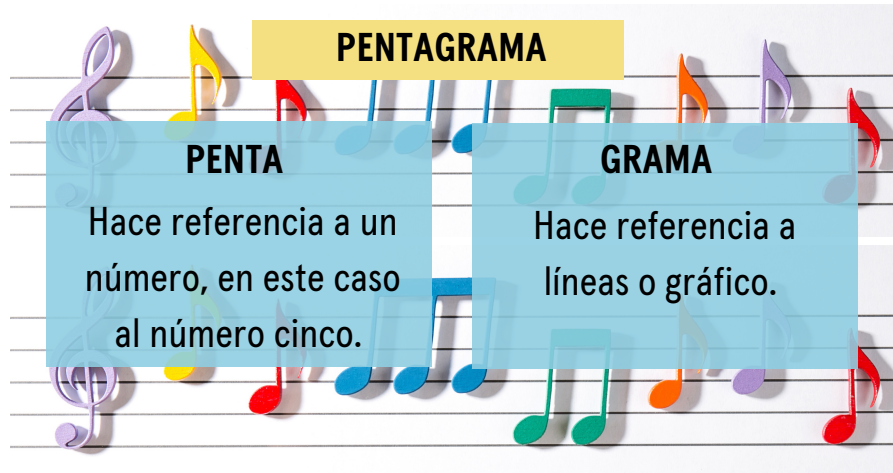 PENTAGRAMA
PENTA
Hace referencia a un
número, en este caso
al número cinco.
GRAMA
Hace referencia a
líneas o gráfico.